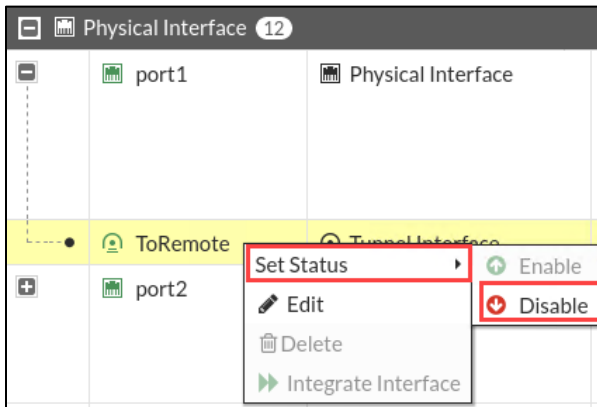 Physical Interface 12
port1 Physical Interface
ToRemote Tunnel Interface
Set Status Enable
port2 Edit Disable
Delete
Integrate Interface